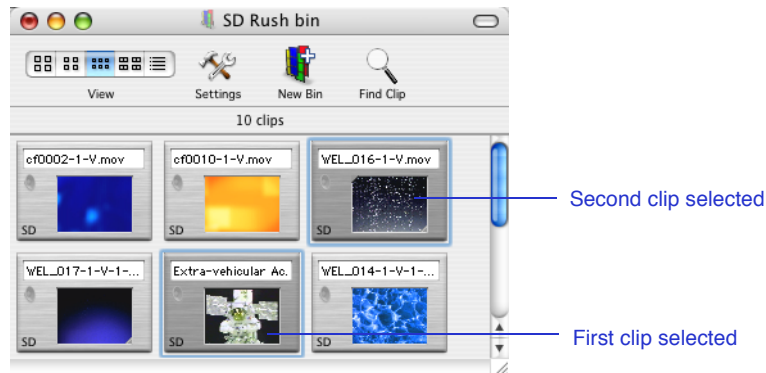 SD Rush bin
View Settings New Bin Find Clip
10 clips
cf0002-1-V.mov cf0010-1-V.mov WEL_016-1-V.mov
SD SD SD
Second clip selected
WEL_017-1-V-1-... Extra-vehicular Ac. WEL_014-1-V-1-...
SD SD SD
First clip selected